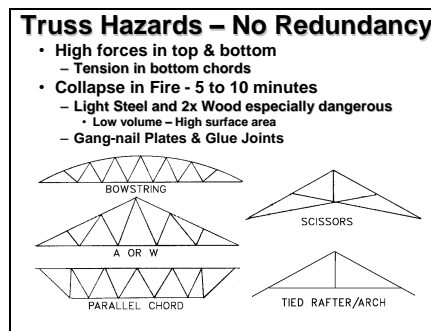 Truss Hazards – No Redundancy
• High forces in top & bottom
– Tension in bottom chords
• Collapse in Fire - 5 to 10 minutes
– Light Steel and 2x Wood especially dangerous
• Low volume – High surface area
– Gang-nail Plates & Glue Joints
BOWSTRING
SCISSORS
A OR W
PARALLEL CHORD
TIED RAFTER/ARCH